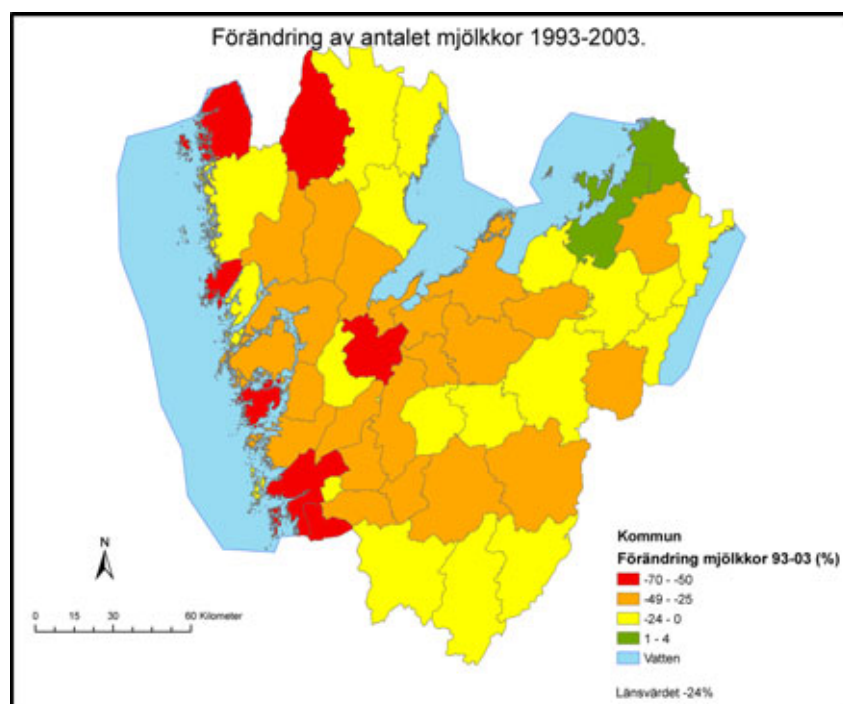 Förändring av antalet mjölkkor 1993-2003.
N
0 15 30 60 Kilometer
Kommun
Förändring mjölkkor 93-03 (%)
-70 - -50
-49 - -25
-24 - 0
1 - 4
Vatten
Länsvärdet -24%